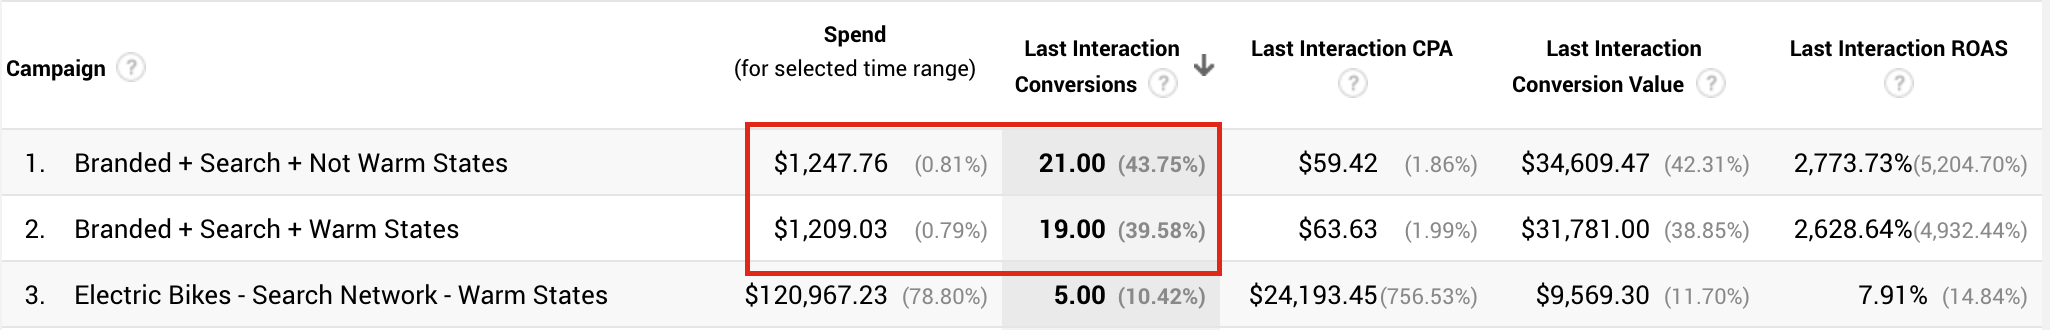 Campaign ?
Spend
(for selected time range)
Last Interaction
Conversions ?
Last Interaction CPA
?
Last Interaction
Conversion Value ?
Last Interaction ROAS
?
1. Branded + Search + Not Warm States $1,247.76 (0.81%) 21.00 (43.75%) $59.42 (1.86%) $34,609.47 (42.31%) 2,773.73% (5,204.70%)
2. Branded + Search + Warm States $1,209.03 (0.79%) 19.00 (39.58%) $63.63 (1.99%) $31,781.00 (38.85%) 2,628.64% (4,932.44%)
3. Electric Bikes - Search Network - Warm States $120,967.23 (78.80%) 5.00 (10.42%) $24,193.45 (756.53%) $9,569.30 (11.70%) 7.91% (14.84%)